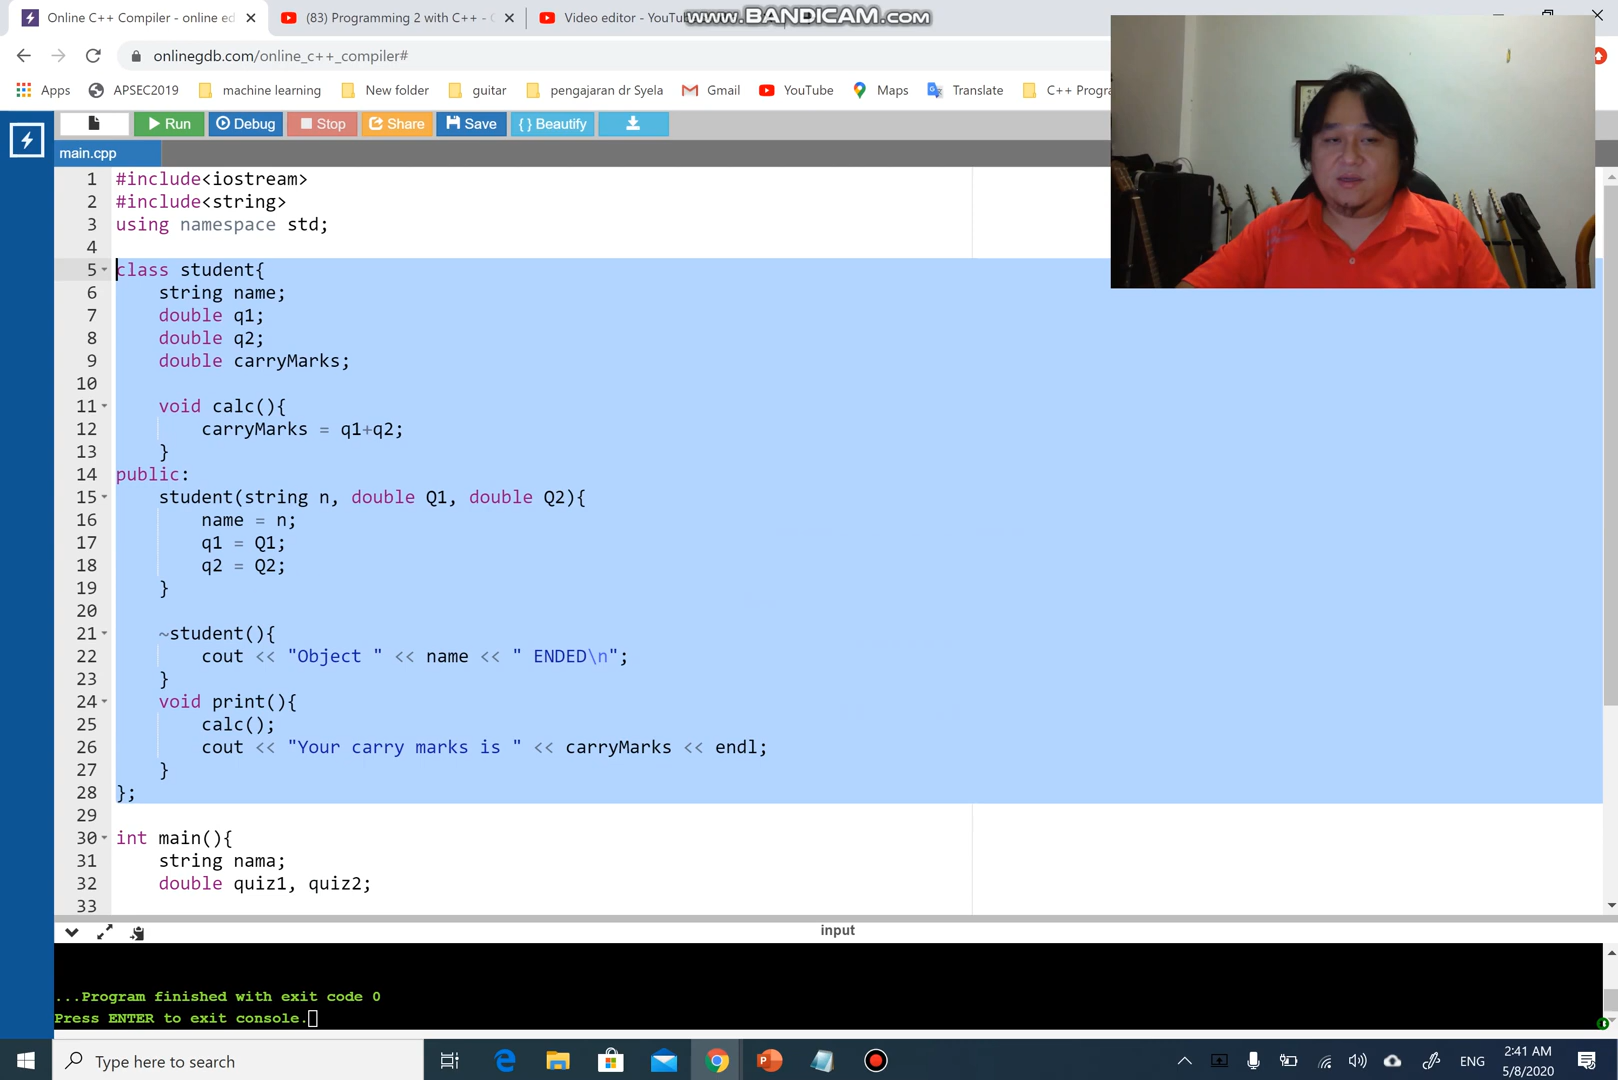 Online C++ Compiler - online ed
(83) Programming 2 with C++ -
Video editor - YouTu
www.BANDICAM.com
onlinegdb.com/online_c++_compiler#
Apps
APSEC2019
machine learning
New folder
guitar
pengajaran dr Syela
Gmail
YouTube
Maps
Translate
C++ Progra
Run
Debug
Stop
Share
Save
{ } Beautify
main.cpp
1 #include<iostream>
2 #include<string>
3 using namespace std;
4
5 class student{
6 string name;
7 double q1;
8 double q2;
9 double carryMarks;
10
11 void calc(){
12 carryMarks = q1+q2;
13 }
14 public:
15 student(string n, double Q1, double Q2){
16 name = n;
17 q1 = Q1;
18 q2 = Q2;
19 }
20
21 ~student(){
22 cout << "Object " << name << " ENDED\n";
23 }
24 void print(){
25 calc();
26 cout << "Your carry marks is " << carryMarks << endl;
27 }
28 };
29
30 int main(){
31 string nama;
32 double quiz1, quiz2;
33
input
...Program finished with exit code 0
Press ENTER to exit console.
Type here to search
ENG
2:41 AM
5/8/2020